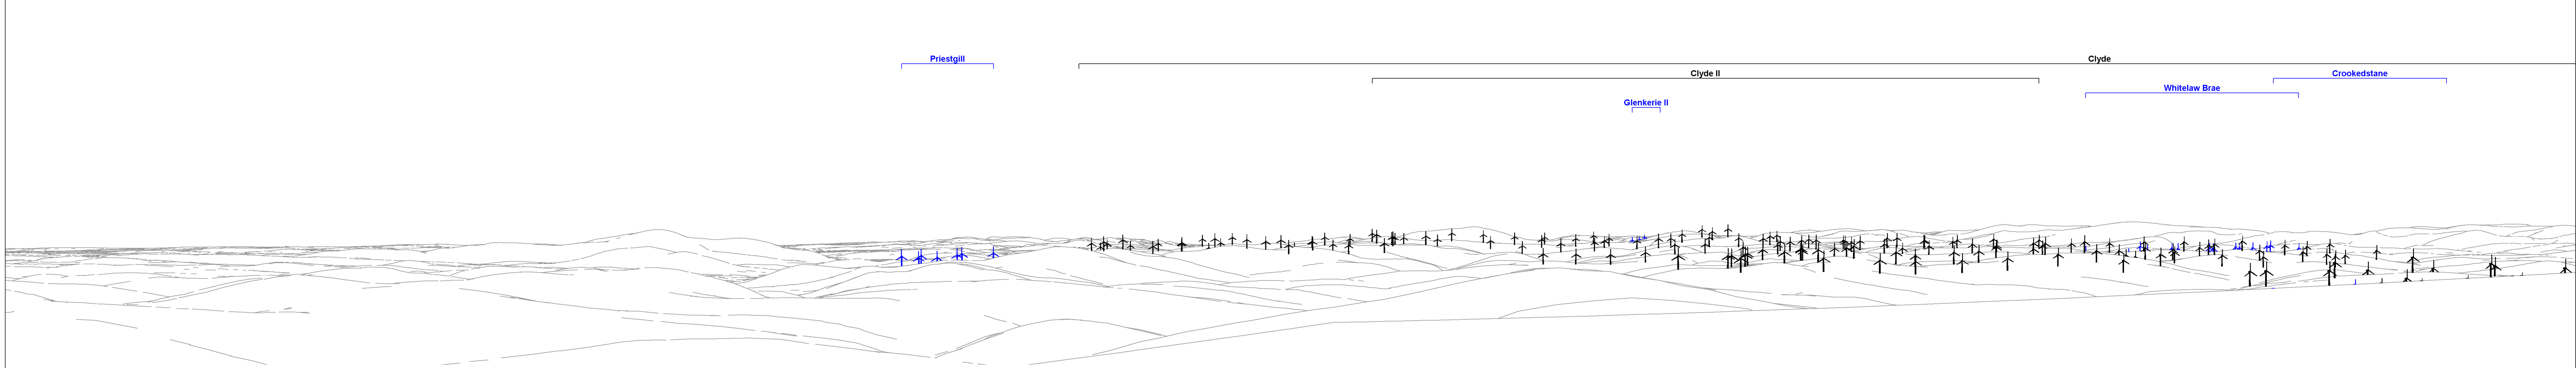 Priestgill
Clyde
Clyde II
Crookedstane
Whitelaw Brae
Glenkerie II